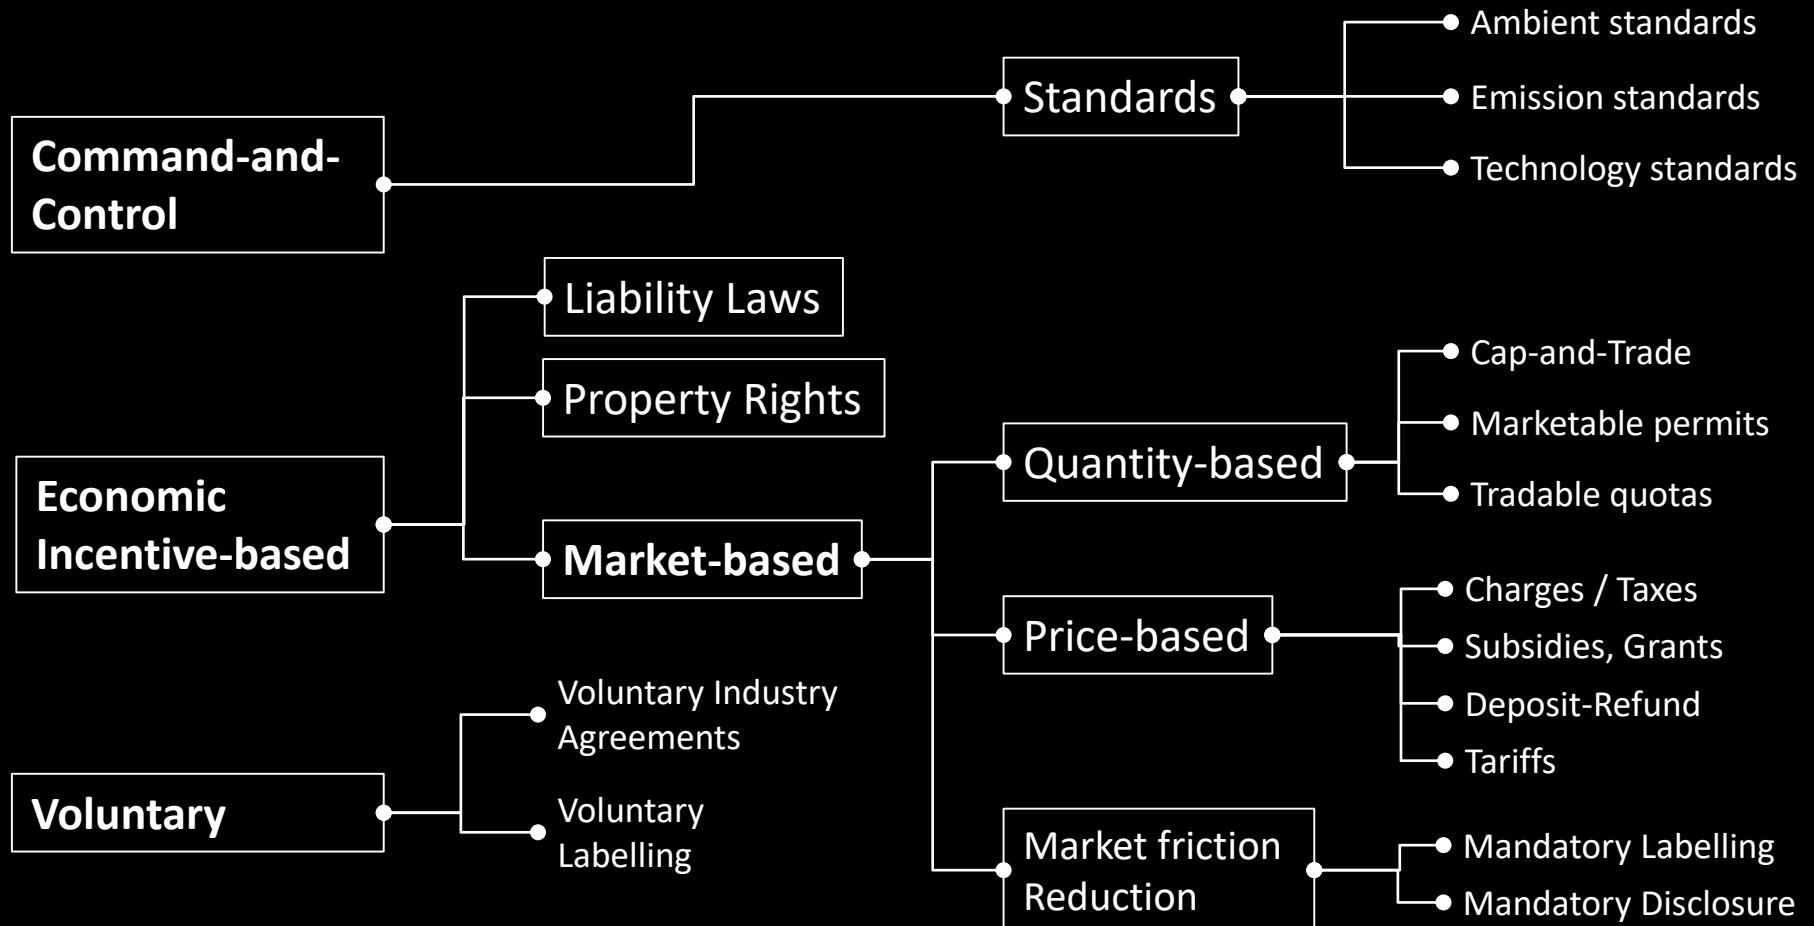 Command-and-
Control
Standards
Ambient standards
Emission standards
Technology standards
Economic
Incentive-based
Liability Laws
Property Rights
Market-based
Quantity-based
Cap-and-Trade
Marketable permits
Tradable quotas
Price-based
Charges / Taxes
Subsidies, Grants
Deposit-Refund
Tariffs
Market friction
Reduction
Mandatory Labelling
Mandatory Disclosure
Voluntary
Voluntary Industry
Agreements
Voluntary
Labelling